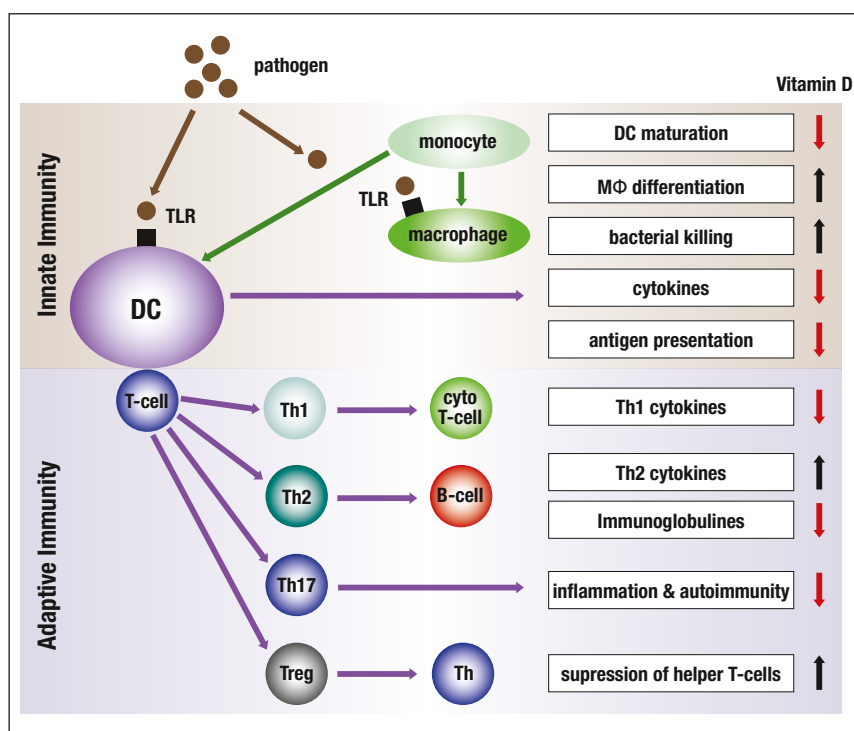 pathogen
Vitamin D
Innate Immunity
monocyte
DC maturation
TLR
TLR
MΦ differentiation
macrophage
bacterial killing
DC
cytokines
antigen presentation
Adaptive Immunity
T-cell
Th1
cyto
T-cell
Th1 cytokines
Th2
B-cell
Th2 cytokines
Immunoglobulines
Th17
inflammation & autoimmunity
Treg
Th
supression of helper T-cells